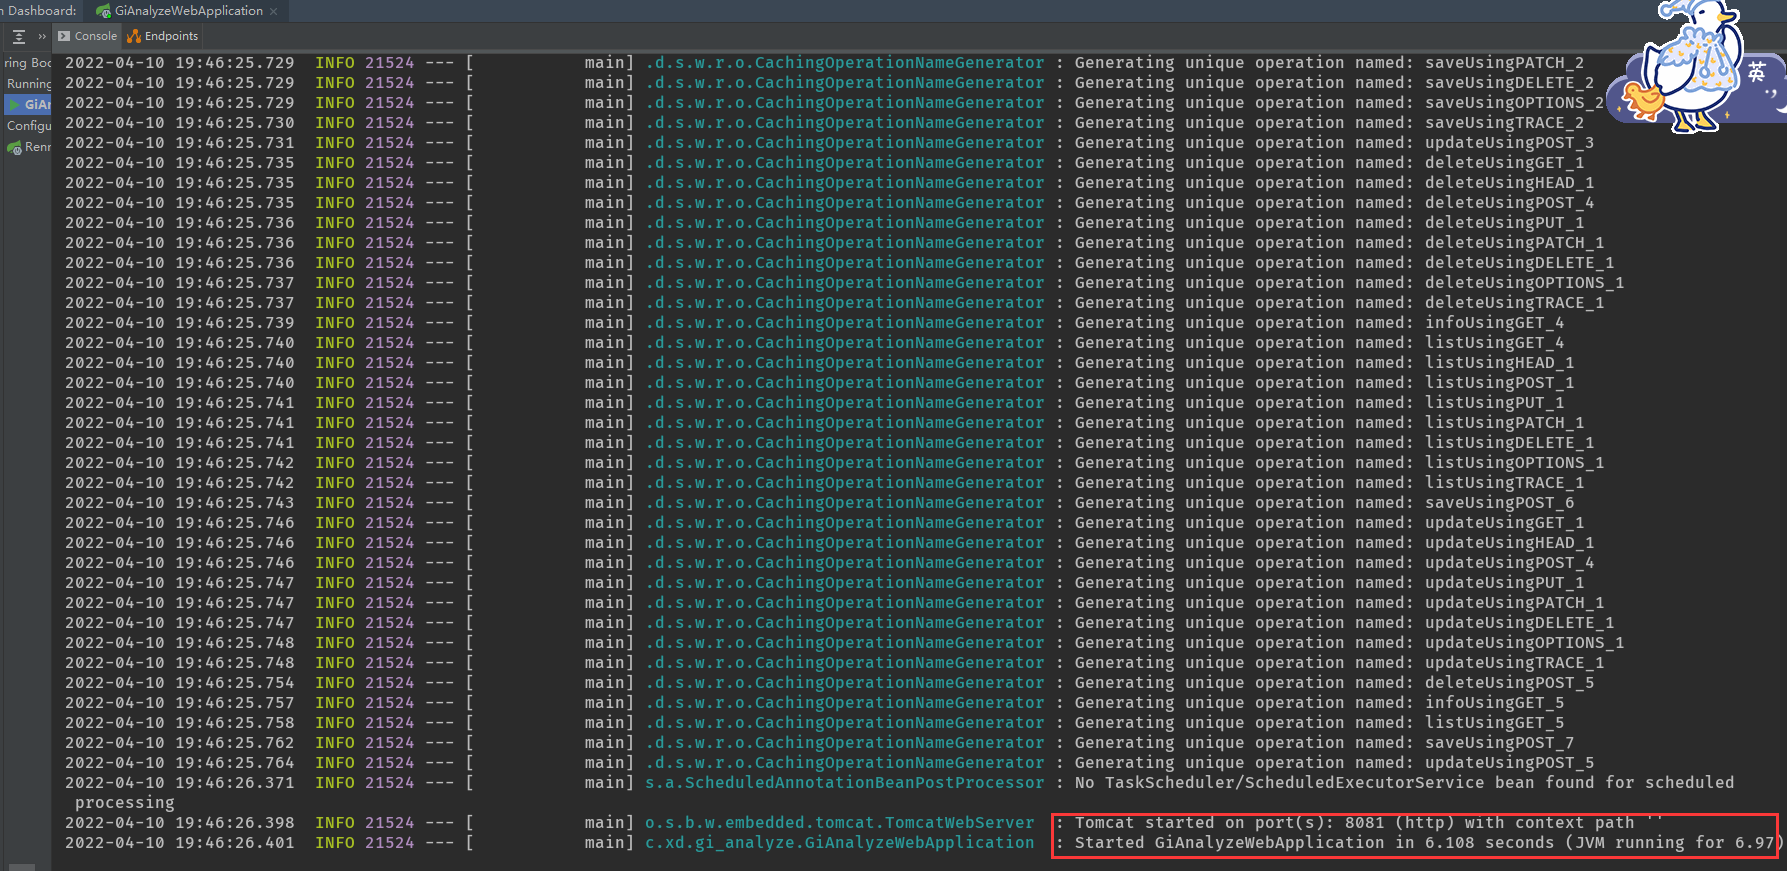 n Dashboard:
GiAnalyzeWebApplication
Console
Endpoints
ring Boo
Running
GiAn
Configu
Renr
2022-04-10 19:46:25.729  INFO 21524 --- [           main] .d.s.w.r.o.CachingOperationNameGenerator : Generating unique operation named: saveUsingPATCH_2
2022-04-10 19:46:25.729  INFO 21524 --- [           main] .d.s.w.r.o.CachingOperationNameGenerator : Generating unique operation named: saveUsingDELETE_2
2022-04-10 19:46:25.729  INFO 21524 --- [           main] .d.s.w.r.o.CachingOperationNameGenerator : Generating unique operation named: saveUsingOPTIONS_2
2022-04-10 19:46:25.730  INFO 21524 --- [           main] .d.s.w.r.o.CachingOperationNameGenerator : Generating unique operation named: saveUsingTRACE_2
2022-04-10 19:46:25.731  INFO 21524 --- [           main] .d.s.w.r.o.CachingOperationNameGenerator : Generating unique operation named: updateUsingPOST_3
2022-04-10 19:46:25.735  INFO 21524 --- [           main] .d.s.w.r.o.CachingOperationNameGenerator : Generating unique operation named: deleteUsingGET_1
2022-04-10 19:46:25.735  INFO 21524 --- [           main] .d.s.w.r.o.CachingOperationNameGenerator : Generating unique operation named: deleteUsingHEAD_1
2022-04-10 19:46:25.735  INFO 21524 --- [           main] .d.s.w.r.o.CachingOperationNameGenerator : Generating unique operation named: deleteUsingPOST_4
2022-04-10 19:46:25.736  INFO 21524 --- [           main] .d.s.w.r.o.CachingOperationNameGenerator : Generating unique operation named: deleteUsingPUT_1
2022-04-10 19:46:25.736  INFO 21524 --- [           main] .d.s.w.r.o.CachingOperationNameGenerator : Generating unique operation named: deleteUsingPATCH_1
2022-04-10 19:46:25.736  INFO 21524 --- [           main] .d.s.w.r.o.CachingOperationNameGenerator : Generating unique operation named: deleteUsingDELETE_1
2022-04-10 19:46:25.737  INFO 21524 --- [           main] .d.s.w.r.o.CachingOperationNameGenerator : Generating unique operation named: deleteUsingOPTIONS_1
2022-04-10 19:46:25.737  INFO 21524 --- [           main] .d.s.w.r.o.CachingOperationNameGenerator : Generating unique operation named: deleteUsingTRACE_1
2022-04-10 19:46:25.739  INFO 21524 --- [           main] .d.s.w.r.o.CachingOperationNameGenerator : Generating unique operation named: infoUsingGET_4
2022-04-10 19:46:25.740  INFO 21524 --- [           main] .d.s.w.r.o.CachingOperationNameGenerator : Generating unique operation named: listUsingGET_4
2022-04-10 19:46:25.740  INFO 21524 --- [           main] .d.s.w.r.o.CachingOperationNameGenerator : Generating unique operation named: listUsingHEAD_1
2022-04-10 19:46:25.740  INFO 21524 --- [           main] .d.s.w.r.o.CachingOperationNameGenerator : Generating unique operation named: listUsingPOST_1
2022-04-10 19:46:25.741  INFO 21524 --- [           main] .d.s.w.r.o.CachingOperationNameGenerator : Generating unique operation named: listUsingPUT_1
2022-04-10 19:46:25.741  INFO 21524 --- [           main] .d.s.w.r.o.CachingOperationNameGenerator : Generating unique operation named: listUsingPATCH_1
2022-04-10 19:46:25.741  INFO 21524 --- [           main] .d.s.w.r.o.CachingOperationNameGenerator : Generating unique operation named: listUsingDELETE_1
2022-04-10 19:46:25.742  INFO 21524 --- [           main] .d.s.w.r.o.CachingOperationNameGenerator : Generating unique operation named: listUsingOPTIONS_1
2022-04-10 19:46:25.742  INFO 21524 --- [           main] .d.s.w.r.o.CachingOperationNameGenerator : Generating unique operation named: listUsingTRACE_1
2022-04-10 19:46:25.743  INFO 21524 --- [           main] .d.s.w.r.o.CachingOperationNameGenerator : Generating unique operation named: saveUsingPOST_6
2022-04-10 19:46:25.746  INFO 21524 --- [           main] .d.s.w.r.o.CachingOperationNameGenerator : Generating unique operation named: updateUsingGET_1
2022-04-10 19:46:25.746  INFO 21524 --- [           main] .d.s.w.r.o.CachingOperationNameGenerator : Generating unique operation named: updateUsingHEAD_1
2022-04-10 19:46:25.746  INFO 21524 --- [           main] .d.s.w.r.o.CachingOperationNameGenerator : Generating unique operation named: updateUsingPOST_4
2022-04-10 19:46:25.747  INFO 21524 --- [           main] .d.s.w.r.o.CachingOperationNameGenerator : Generating unique operation named: updateUsingPUT_1
2022-04-10 19:46:25.747  INFO 21524 --- [           main] .d.s.w.r.o.CachingOperationNameGenerator : Generating unique operation named: updateUsingPATCH_1
2022-04-10 19:46:25.747  INFO 21524 --- [           main] .d.s.w.r.o.CachingOperationNameGenerator : Generating unique operation named: updateUsingDELETE_1
2022-04-10 19:46:25.748  INFO 21524 --- [           main] .d.s.w.r.o.CachingOperationNameGenerator : Generating unique operation named: updateUsingOPTIONS_1
2022-04-10 19:46:25.748  INFO 21524 --- [           main] .d.s.w.r.o.CachingOperationNameGenerator : Generating unique operation named: updateUsingTRACE_1
2022-04-10 19:46:25.754  INFO 21524 --- [           main] .d.s.w.r.o.CachingOperationNameGenerator : Generating unique operation named: deleteUsingPOST_5
2022-04-10 19:46:25.757  INFO 21524 --- [           main] .d.s.w.r.o.CachingOperationNameGenerator : Generating unique operation named: infoUsingGET_5
2022-04-10 19:46:25.758  INFO 21524 --- [           main] .d.s.w.r.o.CachingOperationNameGenerator : Generating unique operation named: listUsingGET_5
2022-04-10 19:46:25.762  INFO 21524 --- [           main] .d.s.w.r.o.CachingOperationNameGenerator : Generating unique operation named: saveUsingPOST_7
2022-04-10 19:46:25.764  INFO 21524 --- [           main] .d.s.w.r.o.CachingOperationNameGenerator : Generating unique operation named: updateUsingPOST_5
2022-04-10 19:46:26.371  INFO 21524 --- [           main] s.a.ScheduledAnnotationBeanPostProcessor : No TaskScheduler/ScheduledExecutorService bean found for scheduled
processing
2022-04-10 19:46:26.398  INFO 21524 --- [           main] o.s.b.w.embedded.tomcat.TomcatWebServer  : Tomcat started on port(s): 8081 (http) with context path ''
2022-04-10 19:46:26.401  INFO 21524 --- [           main] c.xd.gi_analyze.GiAnalyzeWebApplication  : Started GiAnalyzeWebApplication in 6.108 seconds (JVM running for 6.97)
英